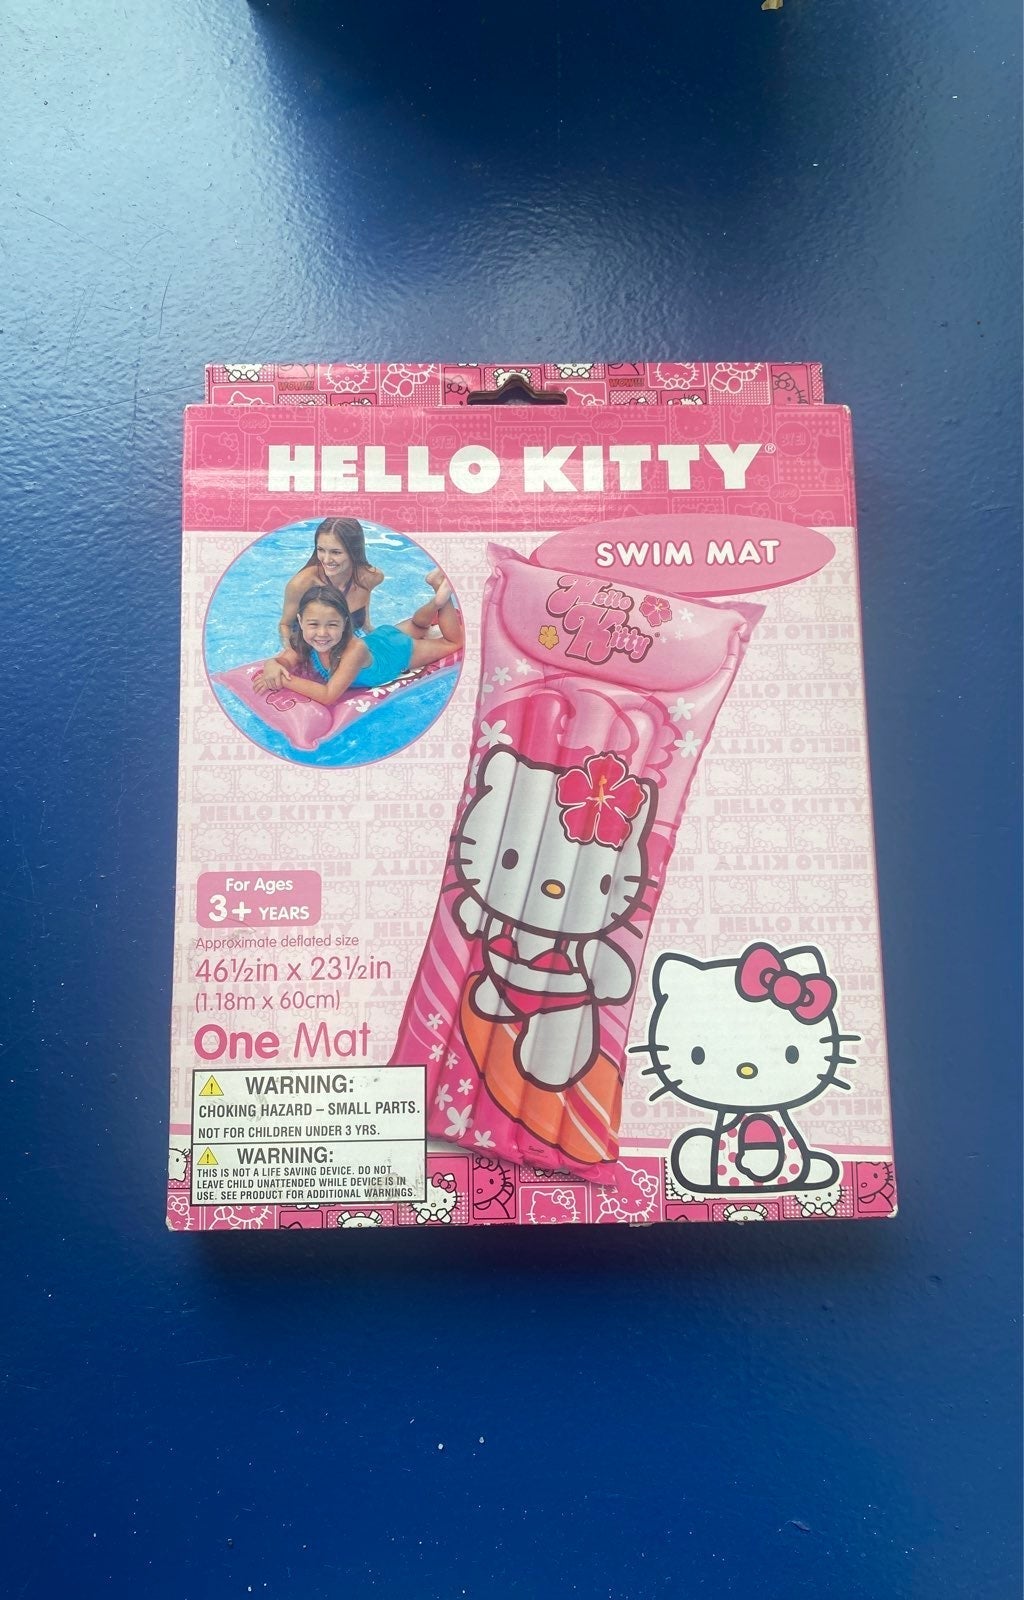 HELLO KITTY®
SWIM MAT
Hello
Kitty
For Ages
3+ YEARS
Approximate deflated size
46½in x 23½in
(1.18m x 60cm)
One Mat
WARNING:
CHOKING HAZARD – SMALL PARTS.
NOT FOR CHILDREN UNDER 3 YRS.
WARNING:
THIS IS NOT A LIFE SAVING DEVICE. DO NOT
LEAVE CHILD UNATTENDED WHILE DEVICE IS IN
USE. SEE PRODUCT FOR ADDITIONAL WARNINGS.